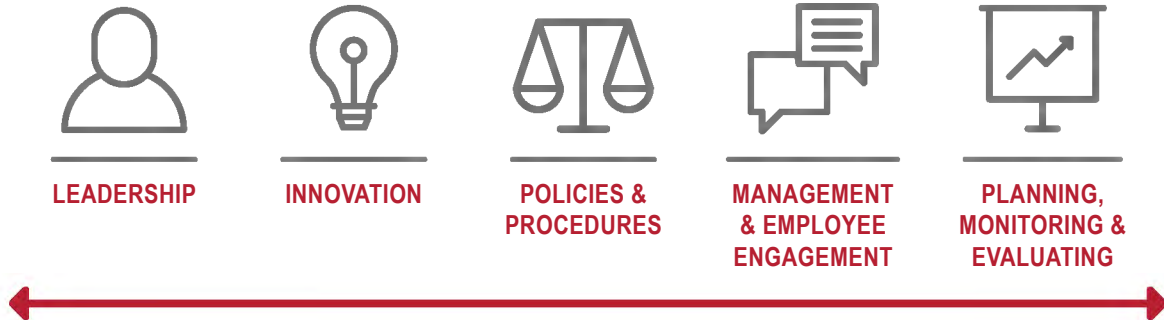 LEADERSHIP
INNOVATION
POLICIES &
PROCEDURES
MANAGEMENT
& EMPLOYEE
ENGAGEMENT
PLANNING,
MONITORING &
EVALUATING